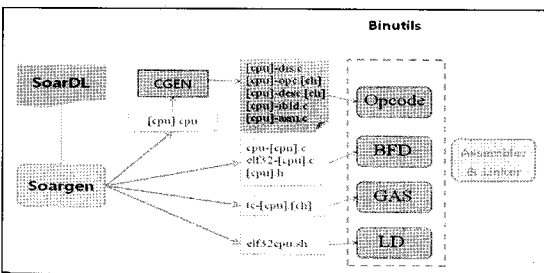 Binutils
SoarDL
CGEN
[cpu]-dis.c
[cpu]-opc.[ch]
[cpu]-desc.[ch]
[cpu]-ibld.c
[cpu]-asm.c
Opcode
[cpu].cpu
cpu-[cpu].c
elf32-[cpu].c
[cpu].h
BFD
Assembler
& Linker
Soargen
tc-[cpu].[ch]
GAS
elf32cpu.sh
LD